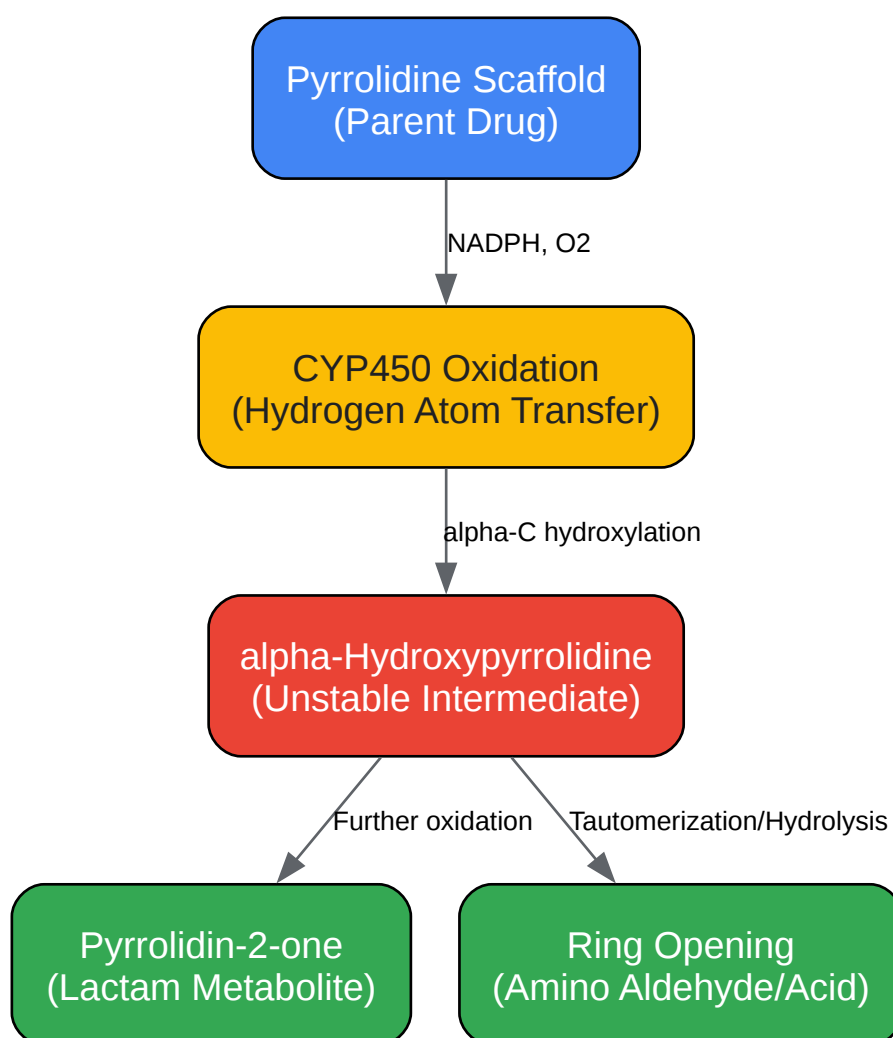 Pyrrolidine Scaffold
(Parent Drug)
NADPH, O2
CYP450 Oxidation
(Hydrogen Atom Transfer)
alpha-C hydroxylation
alpha-Hydroxypyrrolidine
(Unstable Intermediate)
Further oxidation
Tautomerization/Hydrolysis
Pyrrolidin-2-one
(Lactam Metabolite)
Ring Opening
(Amino Aldehyde/Acid)